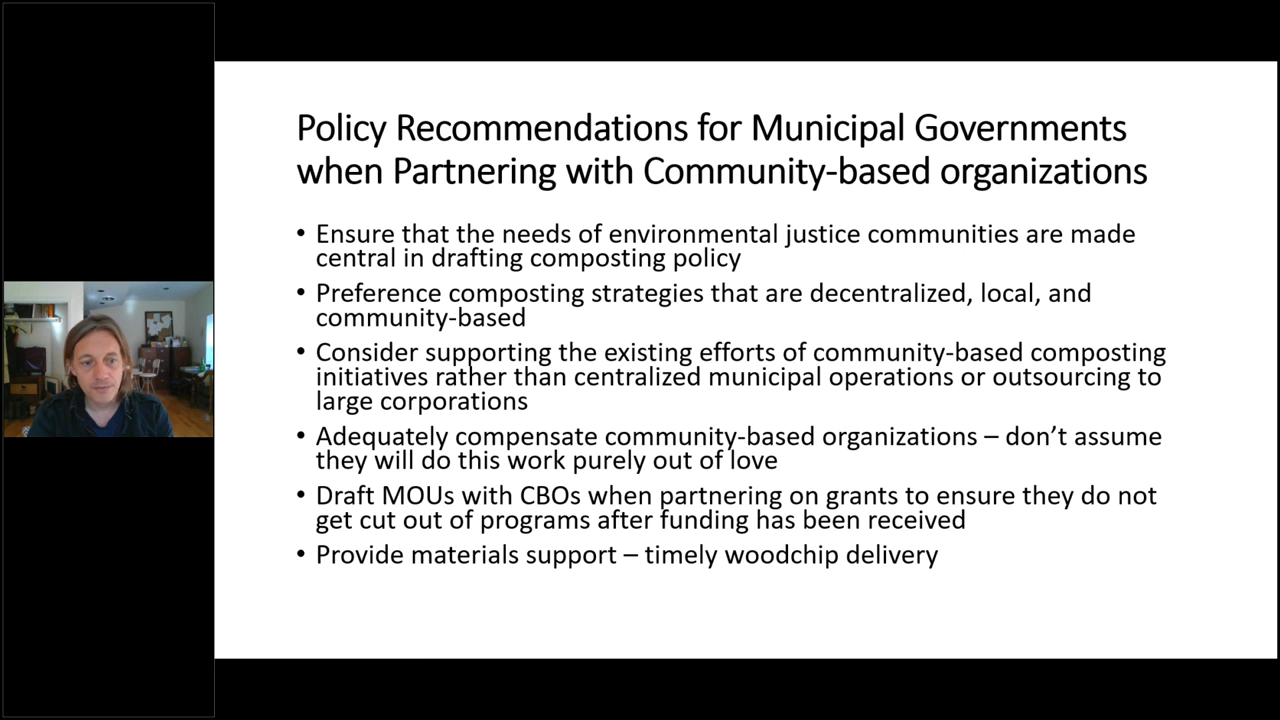 Policy Recommendations for Municipal Governments
when Partnering with Community-based organizations
• Ensure that the needs of environmental justice communities are made
central in drafting composting policy
• Preference composting strategies that are decentralized, local, and
community-based
• Consider supporting the existing efforts of community-based composting
initiatives rather than centralized municipal operations or outsourcing to
large corporations
• Adequately compensate community-based organizations – don’t assume
they will do this work purely out of love
• Draft MOUs with CBOs when partnering on grants to ensure they do not
get cut out of programs after funding has been received
• Provide materials support – timely woodchip delivery